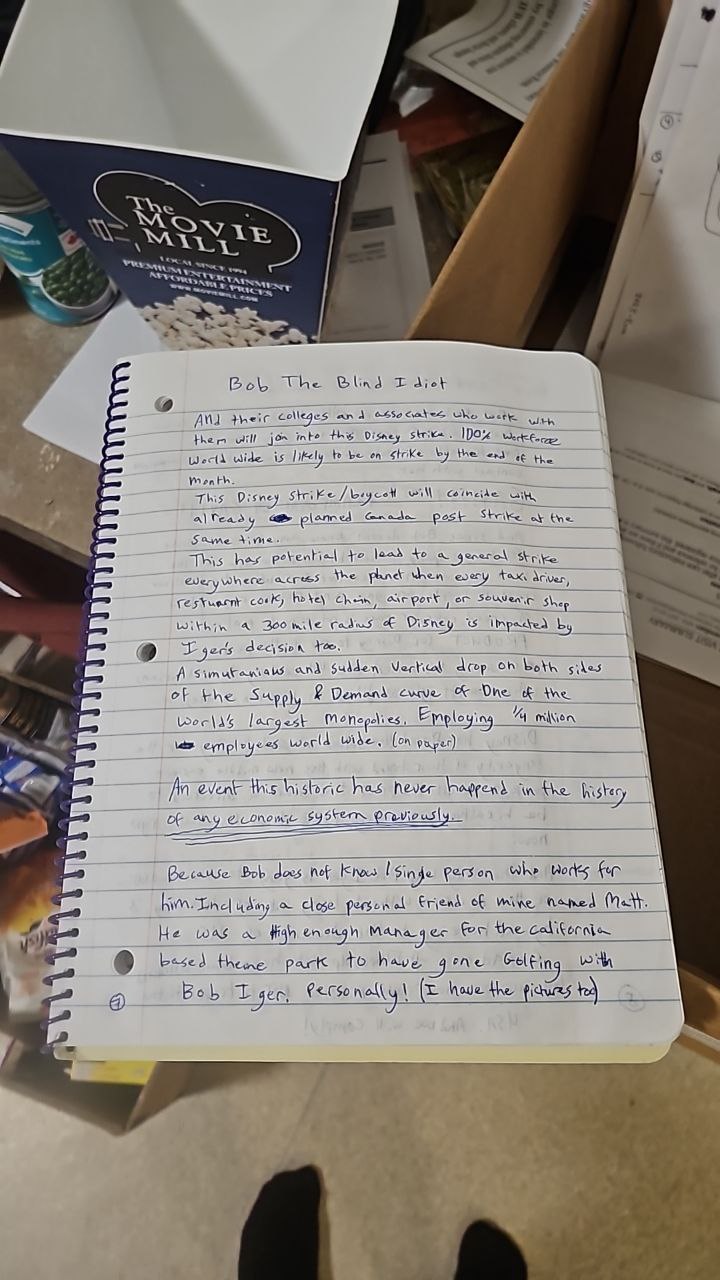 The
MOVIE
MILL
LOCAL SINCE 1994
PREMIUM ENTERTAINMENT
AFFORDABLE PRICES
WWW.MOVIEMILL.COM
Bob The Blind Idiot
And their colleges and associates who work with
them will join into this Disney strike. 100% workforce
world wide is likely to be on strike by the end of the
month.
This Disney strike/boycott will coincide with
already planned Canada post strike at the
same time.
This has potential to lead to a general strike
everywhere across the planet when every taxi driver,
resturant cook, hotel chain, airport, or souvenir shop
within a 300 mile radius of Disney is impacted by
Iger's decision too.
A simutanious and sudden vertical drop on both sides
of the Supply & Demand curve of One of the
world's largest monopolies. Employing 1/4 million
employees world wide. (on paper)
An event this historic has never happend in the history
of any economic system previously.
Because Bob does not know 1 single person who works for
him. Including a close personal friend of mine named Matt.
He was a High enough manager for the california
based theme park to have gone Golfing with
Bob Iger. Personally! (I have the pictures too)